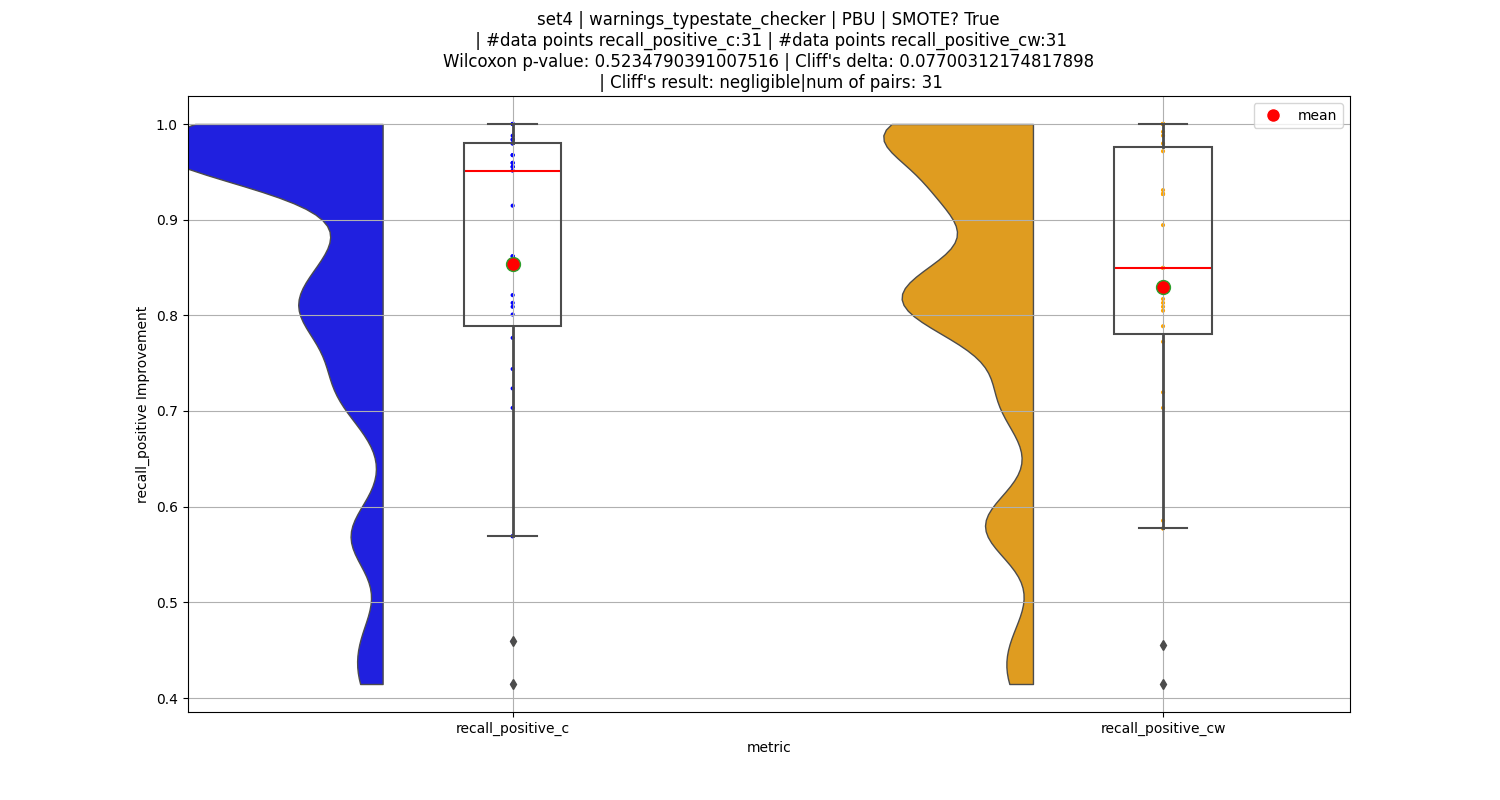 set4 | warnings_typestate_checker | PBU | SMOTE? True
| #data points recall_positive_c:31 | #data points recall_positive_cw:31
Wilcoxon p-value: 0.5234790391007516 | Cliff's delta: 0.07700312174817898
| Cliff's result: negligible|num of pairs: 31
mean
recall_positive Improvement
1.0
0.9
0.8
0.7
0.6
0.5
0.4
recall_positive_c
recall_positive_cw
metric